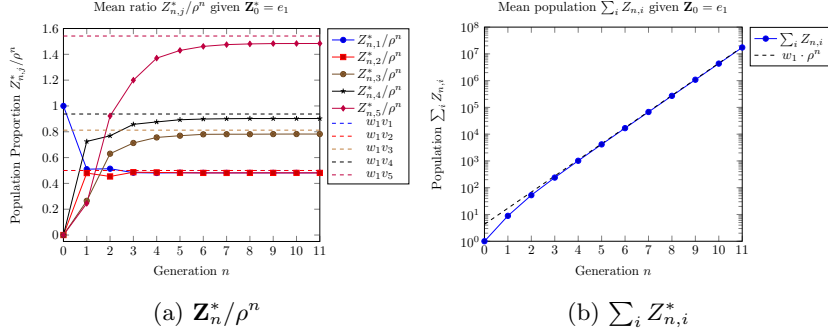 Mean ratio Z*_{n,j}/ρ^n given Z*_0 = e_1
Population Proportion Z*_{n,j}/ρ^n
1.6
1.4
1.2
1
0.8
0.6
0.4
0.2
0
0 1 2 3 4 5 6 7 8 9 10 11
Generation n
Z*_{n,1}/ρ^n
Z*_{n,2}/ρ^n
Z*_{n,3}/ρ^n
Z*_{n,4}/ρ^n
Z*_{n,5}/ρ^n
w_1v_1
w_1v_2
w_1v_3
w_1v_4
w_1v_5
(a) Z*_n/ρ^n
Mean population ∑_i Z_{n,i} given Z_0 = e_1
Population ∑_i Z_{n,i}
10^7
10^6
10^5
10^4
10^3
10^2
10^1
10^0
0 1 2 3 4 5 6 7 8 9 10 11
Generation n
∑_i Z_{n,i}
w_1 · ρ^n
(b) ∑_i Z*_{n,i}